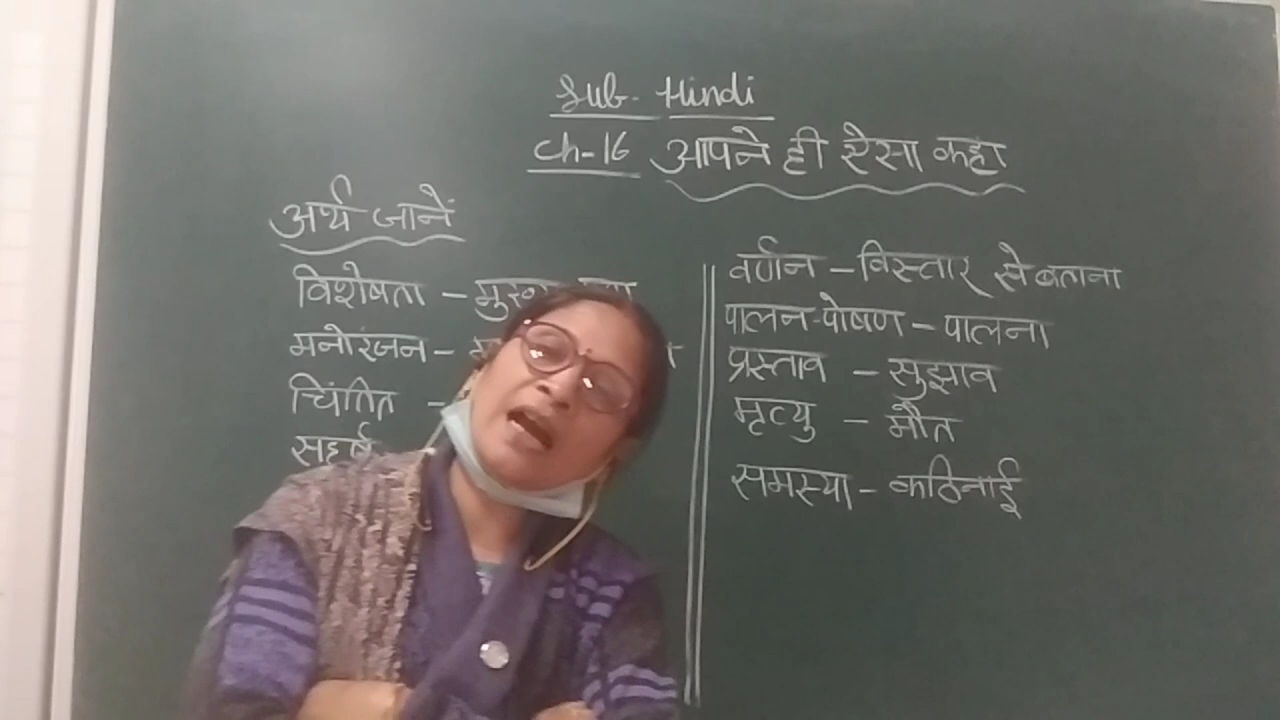 Sub- Hindi
Ch-16 आपने ही ऐसा कहा
अर्थ जानें
विशेषता –
मनोरंजन –
चिंतित –
सहर्ष
वर्णन – विस्तार से बताना
पालन-पोषण – पालना
प्रस्ताव – सुझाव
मृत्यु – मौत
समस्या – कठिनाई